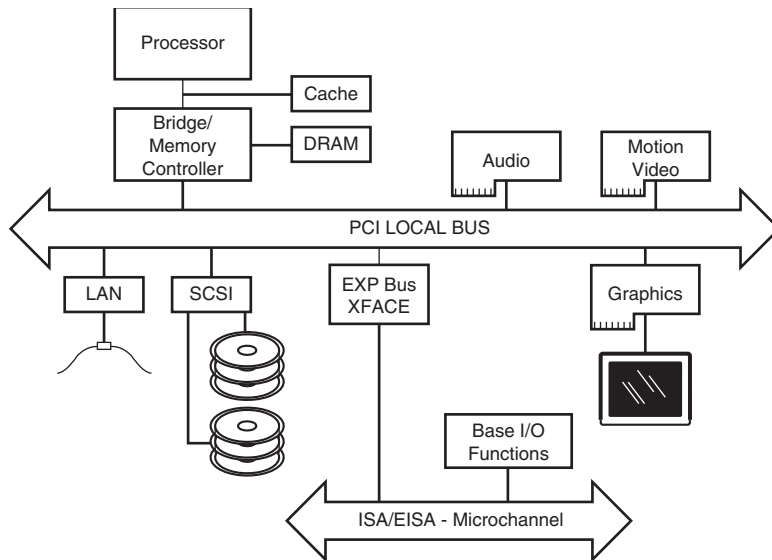 Processor
Cache
Bridge/
Memory
Controller
DRAM
Audio
Motion
Video
PCI LOCAL BUS
LAN
SCSI
EXP Bus
XFACE
Graphics
Base I/O
Functions
ISA/EISA - Microchannel